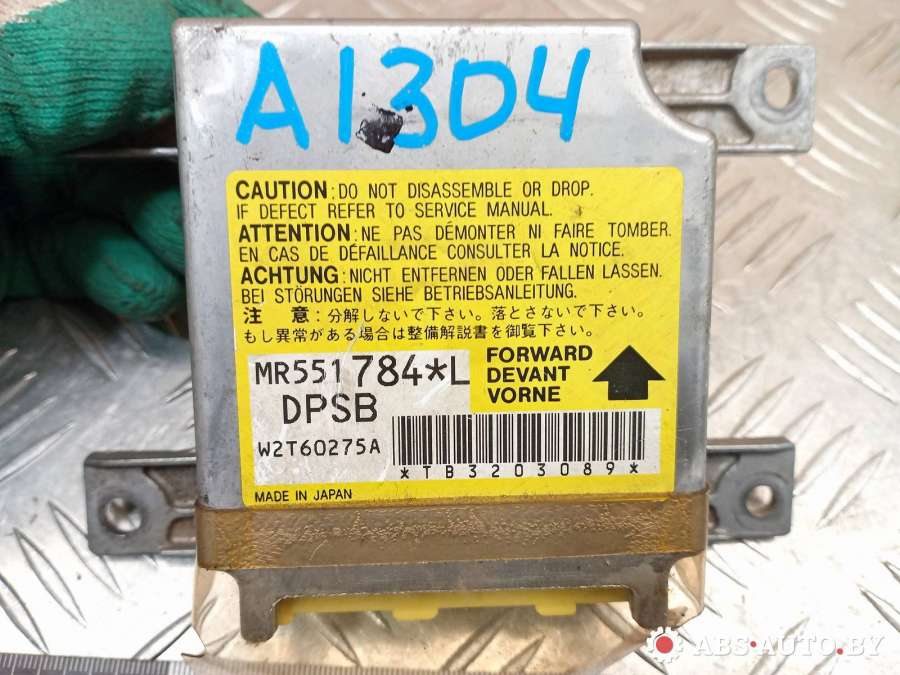 A1304
CAUTION : DO NOT DISASSEMBLE OR DROP.
IF DEFECT REFER TO SERVICE MANUAL.
ATTENTION : NE PAS DÉMONTER NI FAIRE TOMBER
EN CAS DE DÉFAILLANCE CONSULTER LA NOTICE.
ACHTUNG : NICHT ENTFERNEN ODER FALLEN LASSEN.
BEI STÖRUNGEN SIEHE BETRIEBSANLEITUNG.
注 意 : 分解しないで下さい。落とさないで下さい。
もし異常がある場合は整備解説書を御覧下さい。
MR551784*L
DPSB
FORWARD
DEVANT
VORNE
W2T60275A
*TB3203089*
MADE IN JAPAN
ABS-AUTO.BY